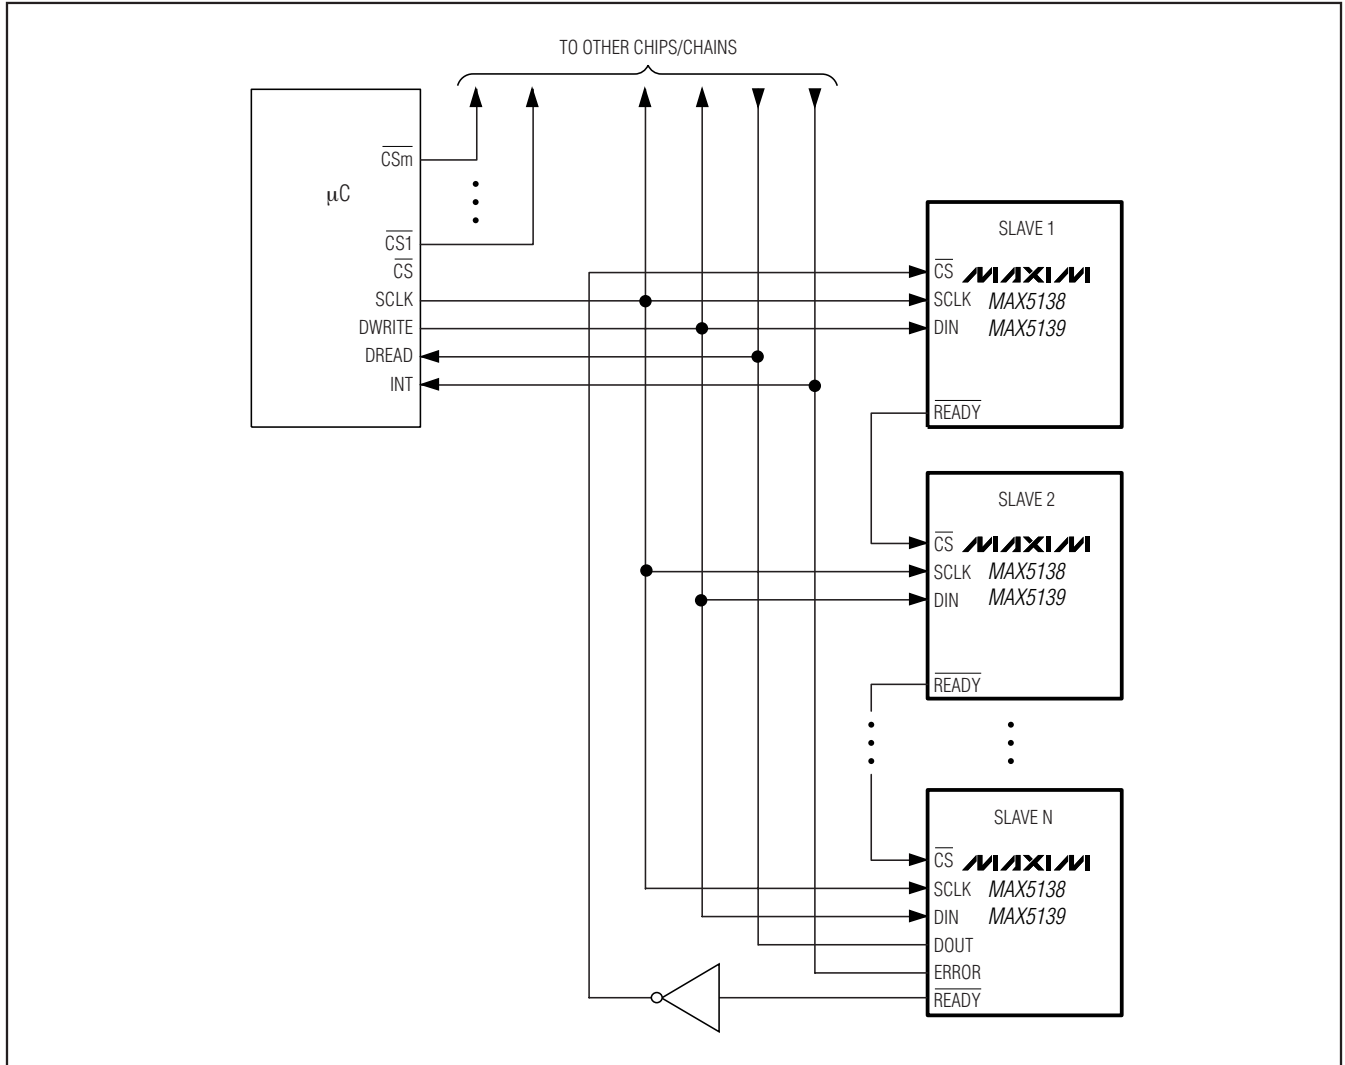 TO OTHER CHIPS/CHAINS
μC
CSm
CS1
CS
SCLK
DWRITE
DREAD
INT
SLAVE 1
CS MAXIM
SCLK MAX5138
DIN MAX5139
READY
SLAVE 2
CS MAXIM
SCLK MAX5138
DIN MAX5139
READY
SLAVE N
CS MAXIM
SCLK MAX5138
DIN MAX5139
DOUT
ERROR
READY